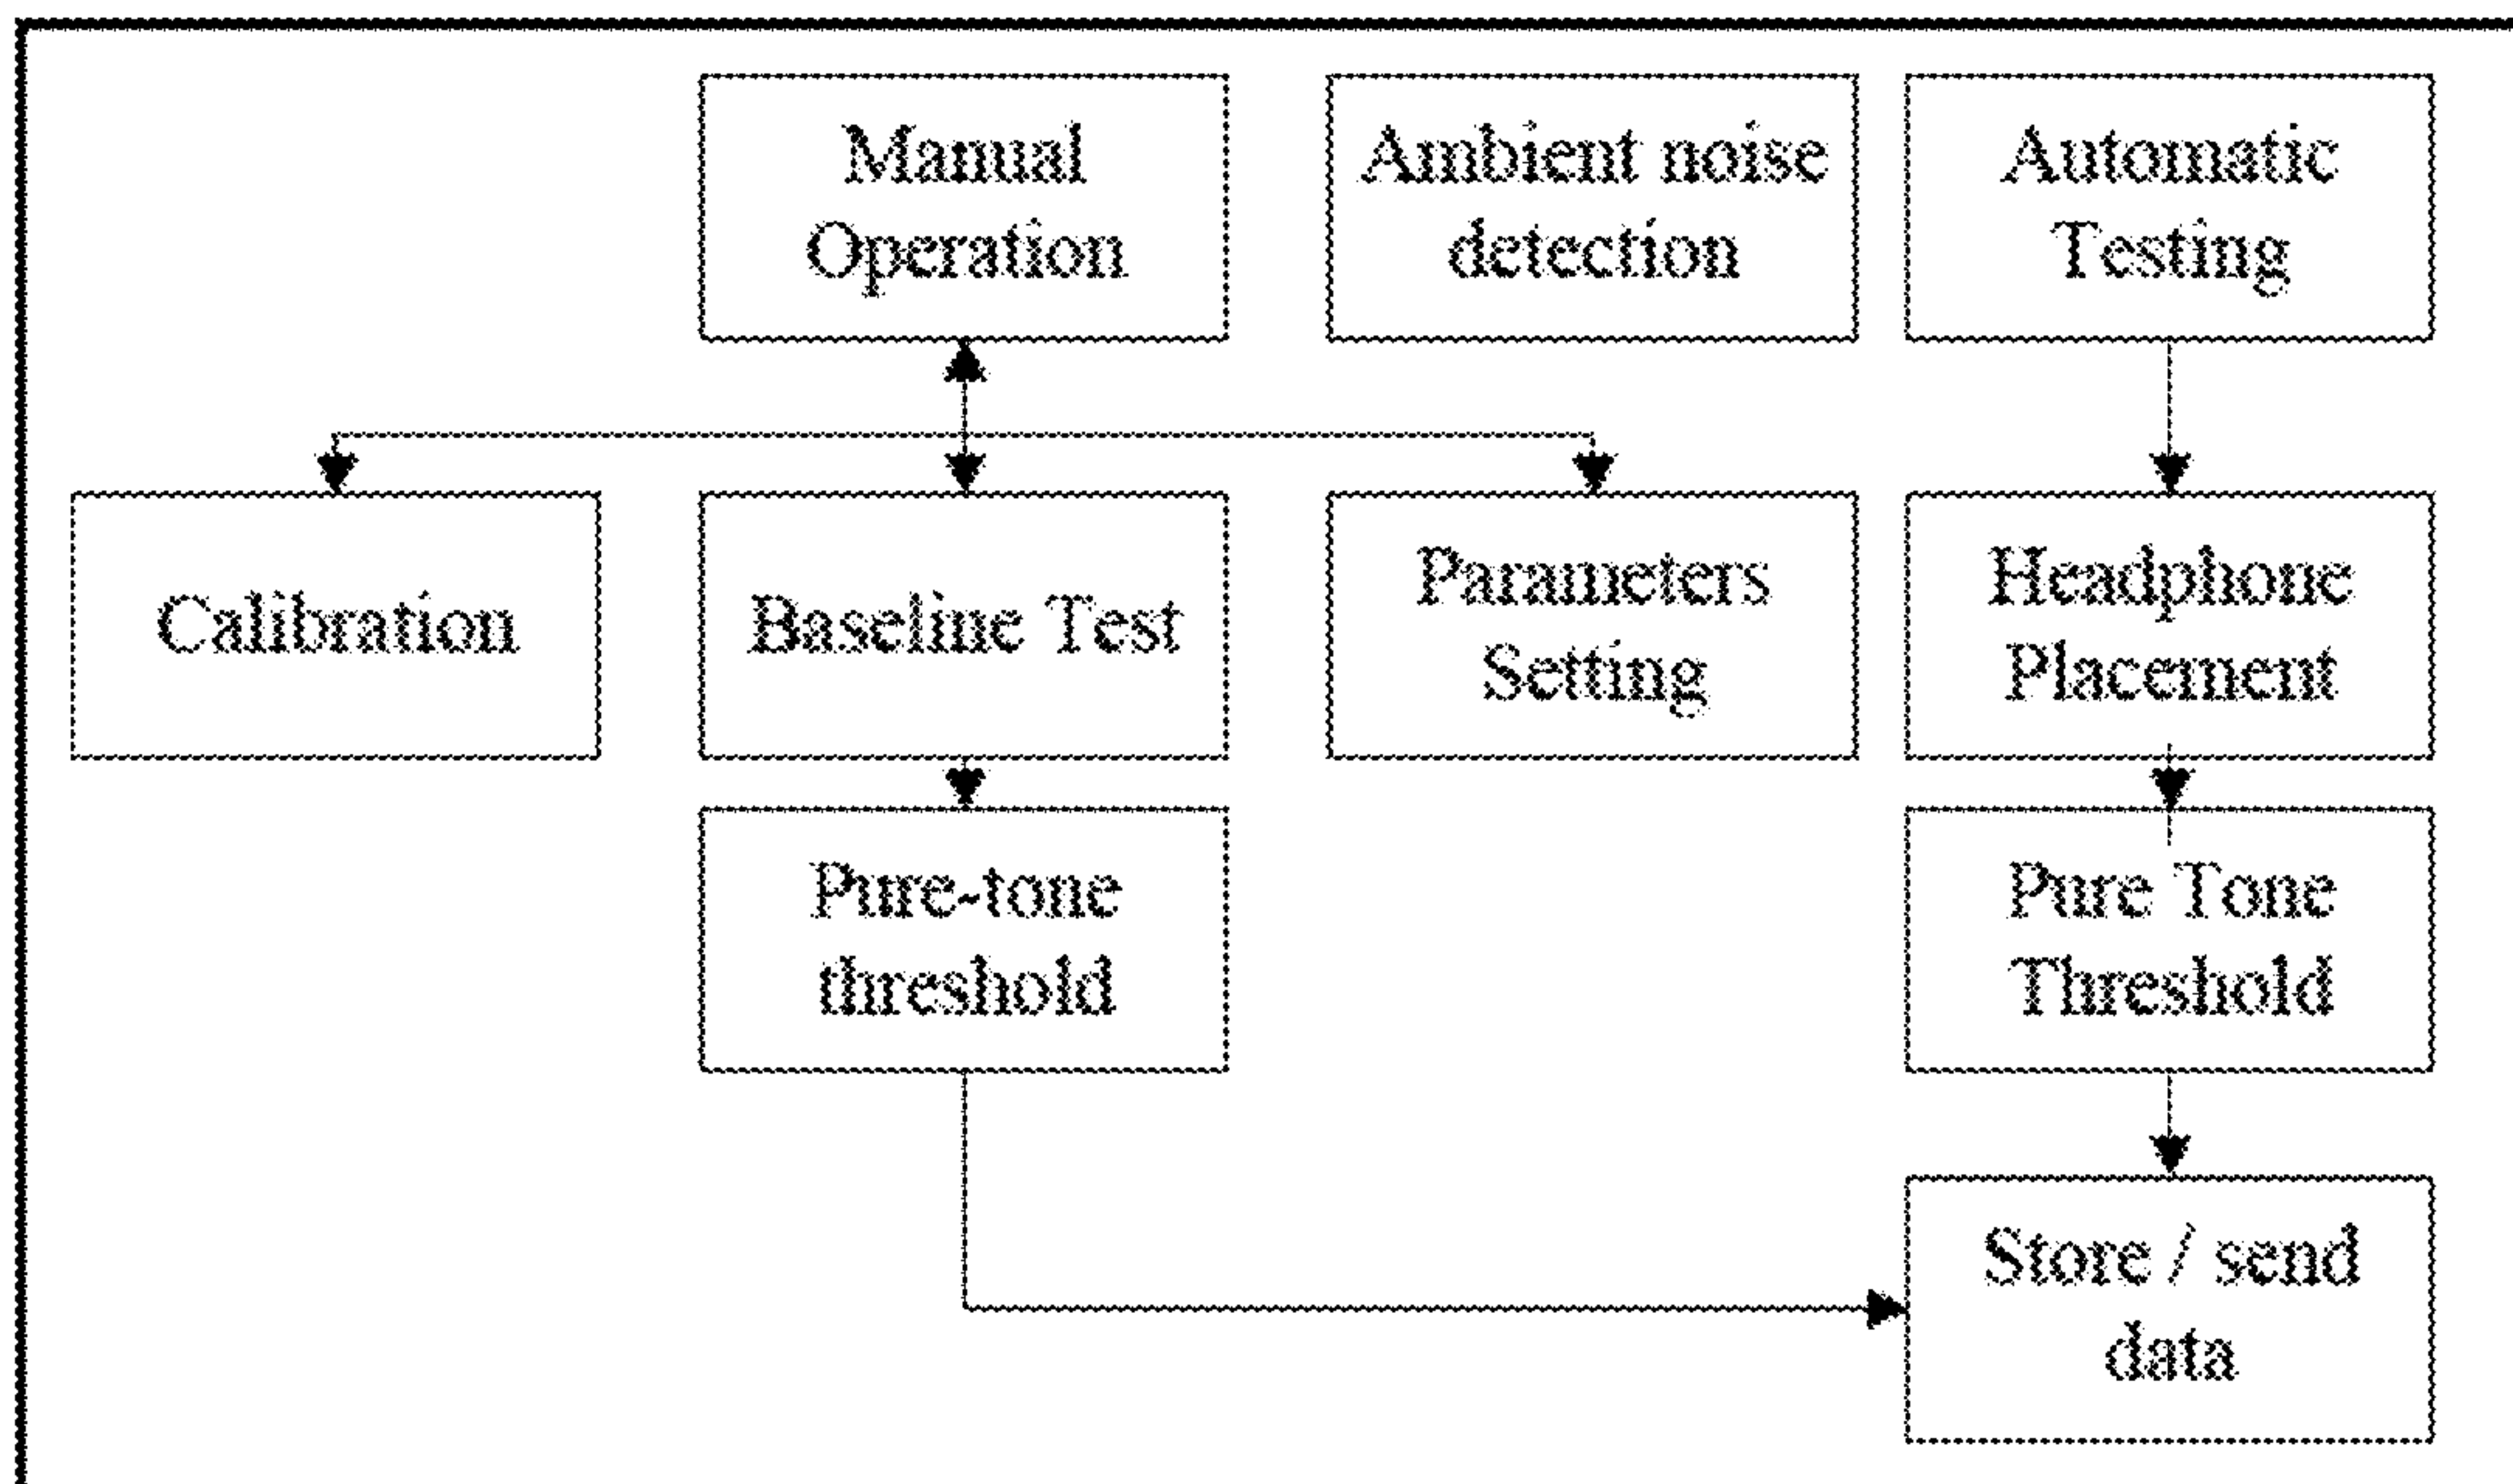 Manual
Operation
Ambient noise
detection
Automatic
Testing
Calibration
Baseline Test
Parameters
Setting
Headphone
Placement
Pure-tone
threshold
Pure Tone
Threshold
Store / send
data